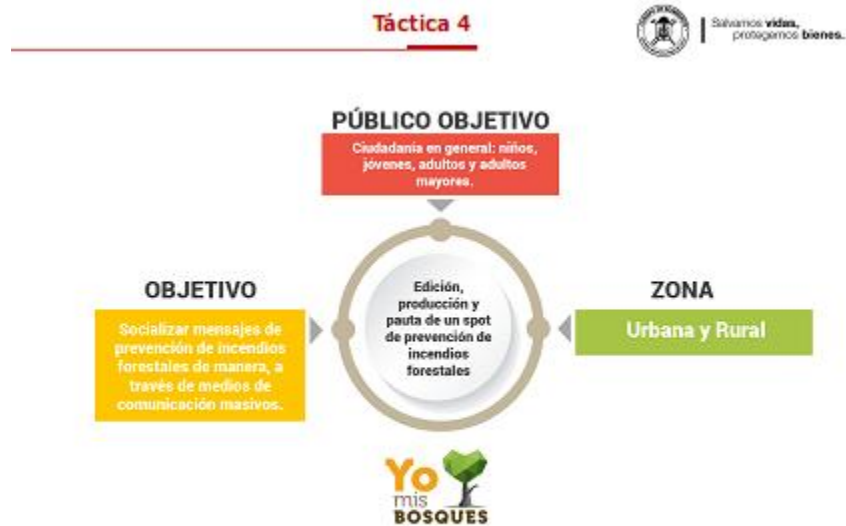 Táctica 4
Salvamos vidas,
protegemos bienes.
PÚBLICO OBJETIVO
Ciudadanía en general: niños,
jóvenes, adultos y adultos
mayores.
OBJETIVO
Socializar mensajes de
prevención de incendios
forestales de manera, a
través de medios de
comunicación masivos.
Edición,
producción y
pauta de un spot
de prevención de
incendios
forestales
ZONA
Urbana y Rural
Yo
mis
BOSQUES